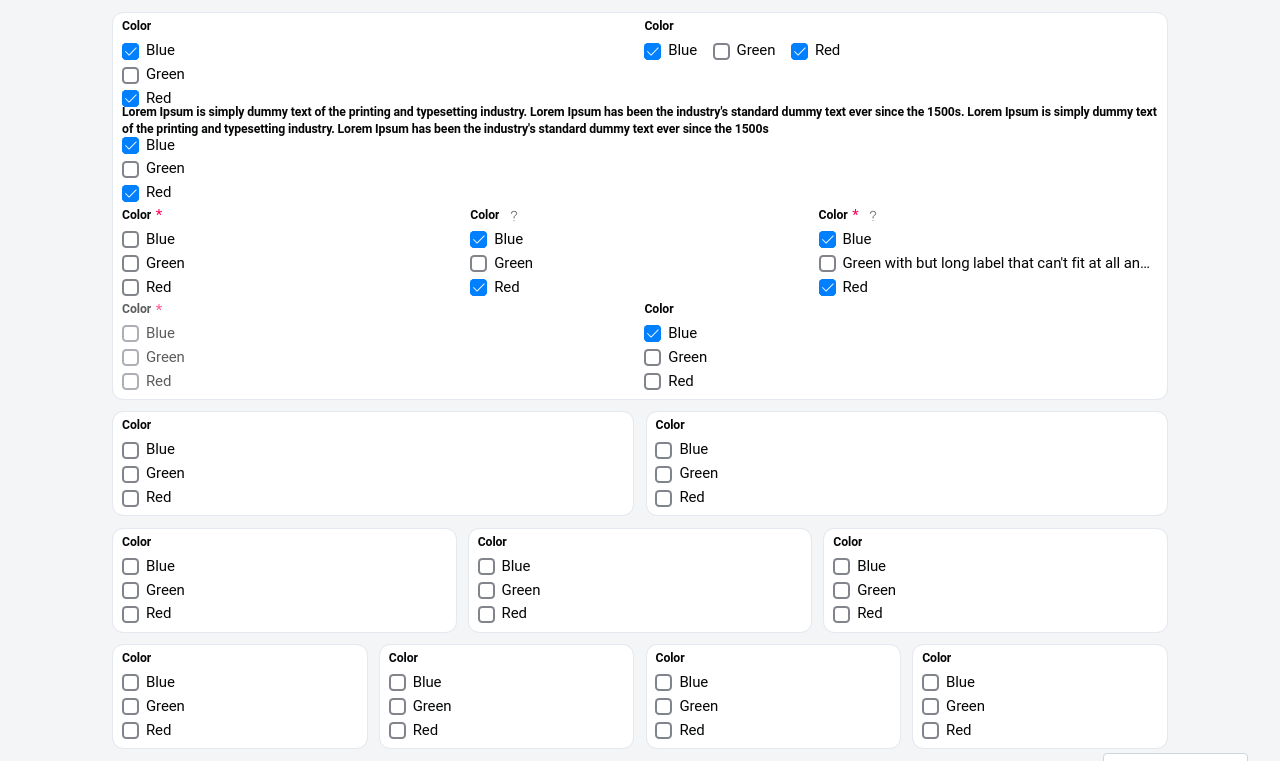 Color
Blue
Green
Red
Color
Blue Green Red
Lorem Ipsum is simply dummy text of the printing and typesetting industry. Lorem Ipsum has been the industry's standard dummy text ever since the 1500s. Lorem Ipsum is simply dummy text
of the printing and typesetting industry. Lorem Ipsum has been the industry's standard dummy text ever since the 1500s
Blue
Green
Red
Color *
Blue
Green
Red
Color ?
Blue
Green
Red
Color * ?
Blue
Green with but long label that can't fit at all an…
Red
Color *
Blue
Green
Red
Color
Blue
Green
Red
Color
Blue
Green
Red
Color
Blue
Green
Red
Color
Blue
Green
Red
Color
Blue
Green
Red
Color
Blue
Green
Red
Color
Blue
Green
Red
Color
Blue
Green
Red
Color
Blue
Green
Red
Color
Blue
Green
Red